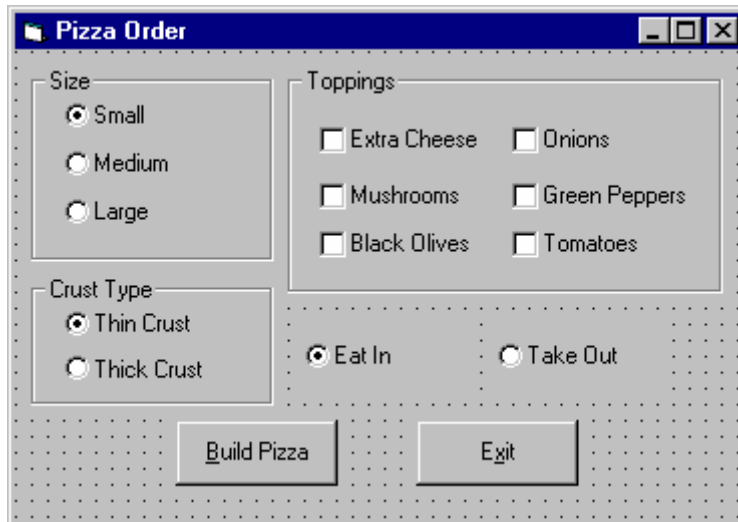 Pizza Order
Size
Small
Medium
Large
Toppings
Extra Cheese
Onions
Mushrooms
Green Peppers
Black Olives
Tomatoes
Crust Type
Thin Crust
Thick Crust
Eat In
Take Out
Build Pizza
Exit